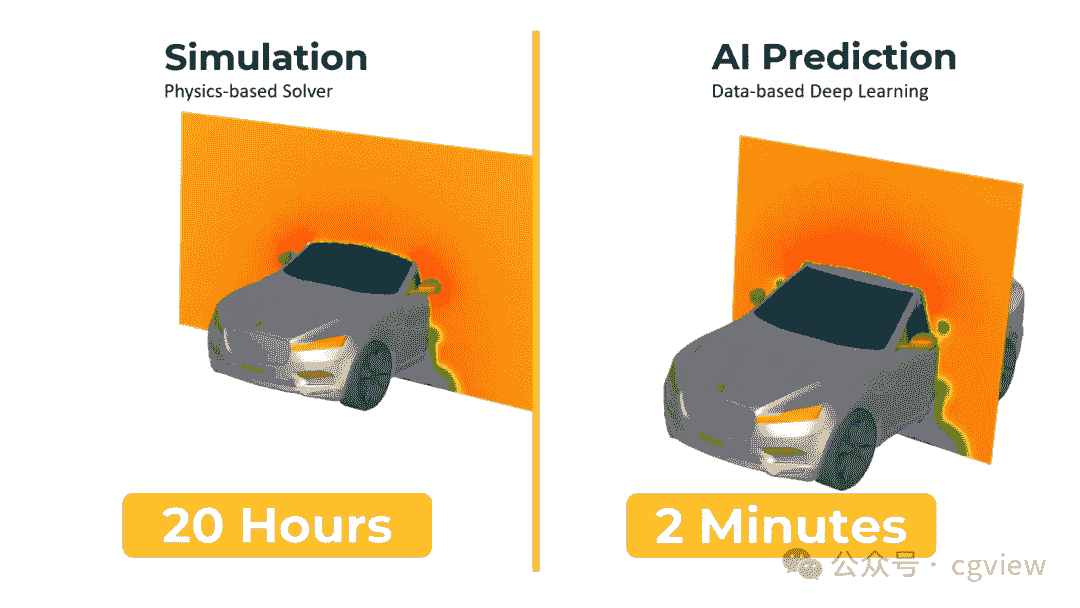 Simulation
Physics-based Solver
20 Hours
AI Prediction
Data-based Deep Learning
2 Minutes
公众号 · cgview